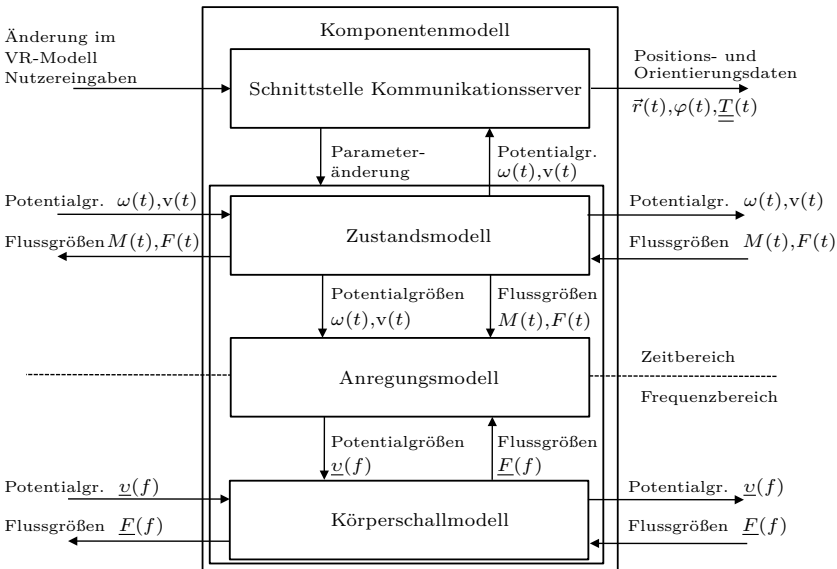 Komponentenmodell
Änderung im
VR-Modell
Nutzereingaben
Schnittstelle Kommunikationsserver
Positions- und
Orientierungsdaten
r⃗(t),φ(t),T(t)
Parameter-
änderung
Potentialgr.
ω(t),v(t)
Potentialgr. ω(t),v(t)
Flussgrößen M(t),F(t)
Zustandsmodell
Potentialgr. ω(t),v(t)
Flussgrößen M(t),F(t)
Potentialgrößen
ω(t),v(t)
Flussgrößen
M(t),F(t)
Anregungsmodell
Zeitbereich
Frequenzbereich
Potentialgrößen
υ(f)
Flussgrößen
F(f)
Potentialgr. υ(f)
Flussgrößen F(f)
Körperschallmodell
Potentialgr. υ(f)
Flussgrößen F(f)